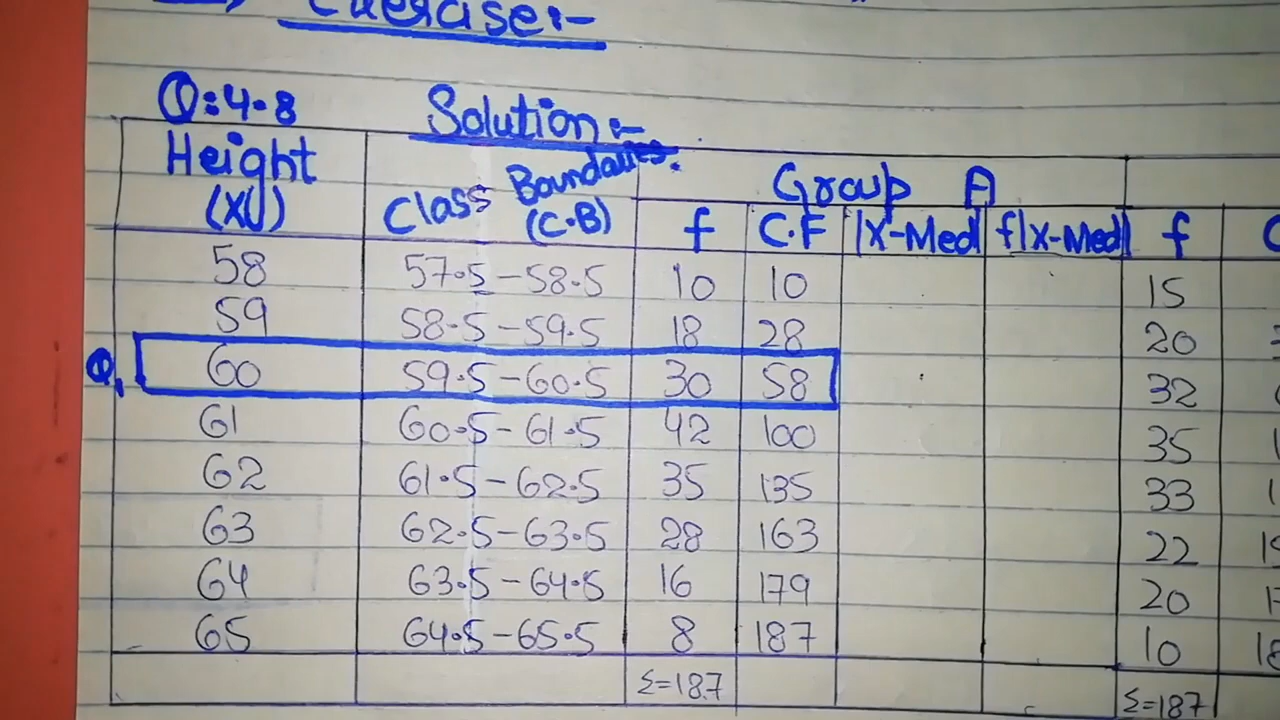 Exercise:-
Q:4.8 Solution:-
Height (Xi) Class Boundaries (C.B) Group A
f C.F |X-Med| f|X-Med| f C
58 57.5-58.5 10 10 15
59 58.5-59.5 18 28 20
Q₁ 60 59.5-60.5 30 58 32
61 60.5-61.5 42 100 35
62 61.5-62.5 35 135 33
63 62.5-63.5 28 163 22
64 63.5-64.5 16 179 20
65 64.5-65.5 8 187 10
Σ=187 Σ=187